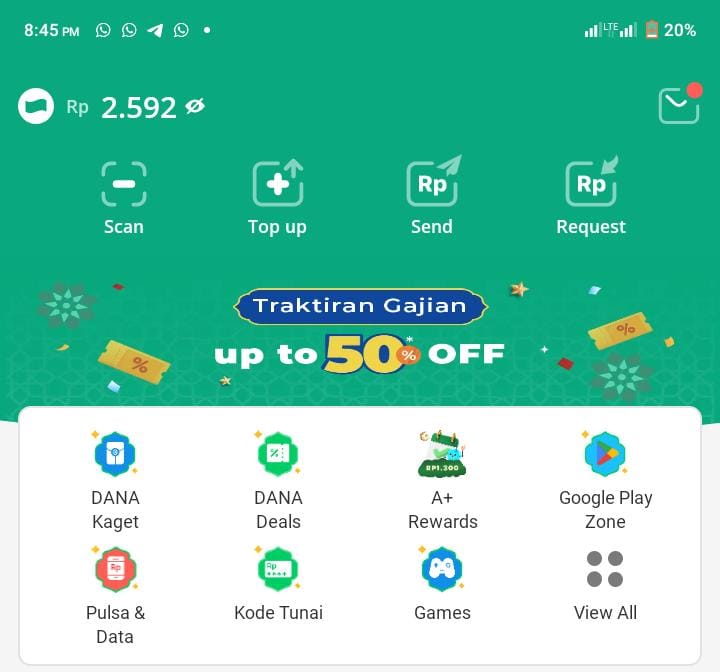 8:45 PM LTE 20%
Rp 2.592
Rp Rp
Scan Top up Send Request
Traktiran Gajian
up to 50%* OFF
% %
RP1.300
DANA Kaget
DANA Deals
A+ Rewards
Google Play Zone
Rp Rp
Pulsa & Data
Kode Tunai
Games
View All